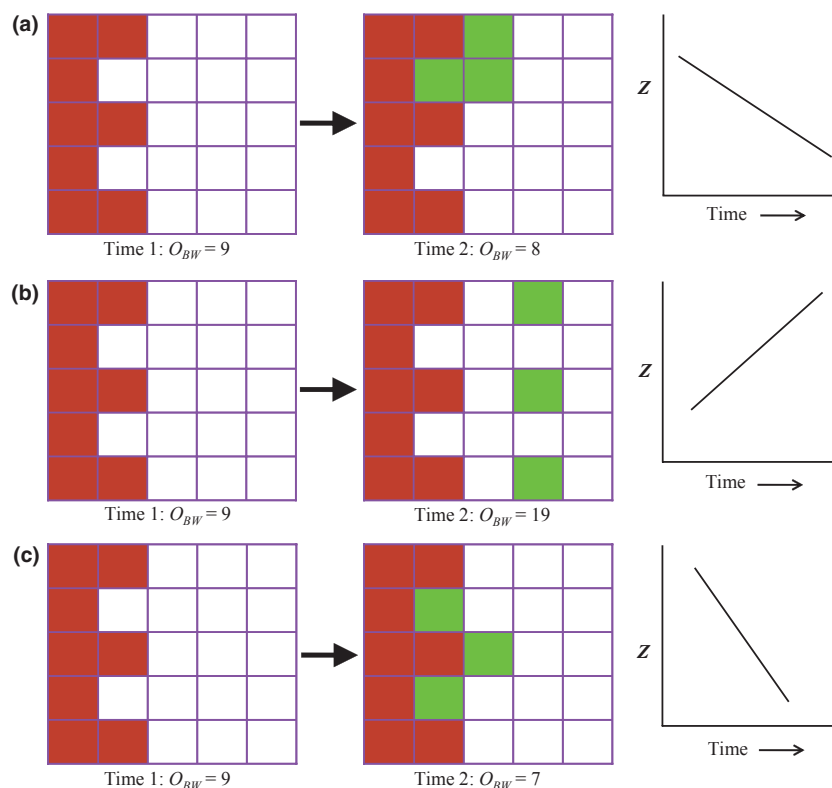 (a)
Z
Time
Time 1: O_BW = 9
Time 2: O_BW = 8
(b)
Z
Time
Time 1: O_BW = 9
Time 2: O_BW = 19
(c)
Z
Time
Time 1: O_BW = 9
Time 2: O_BW = 7